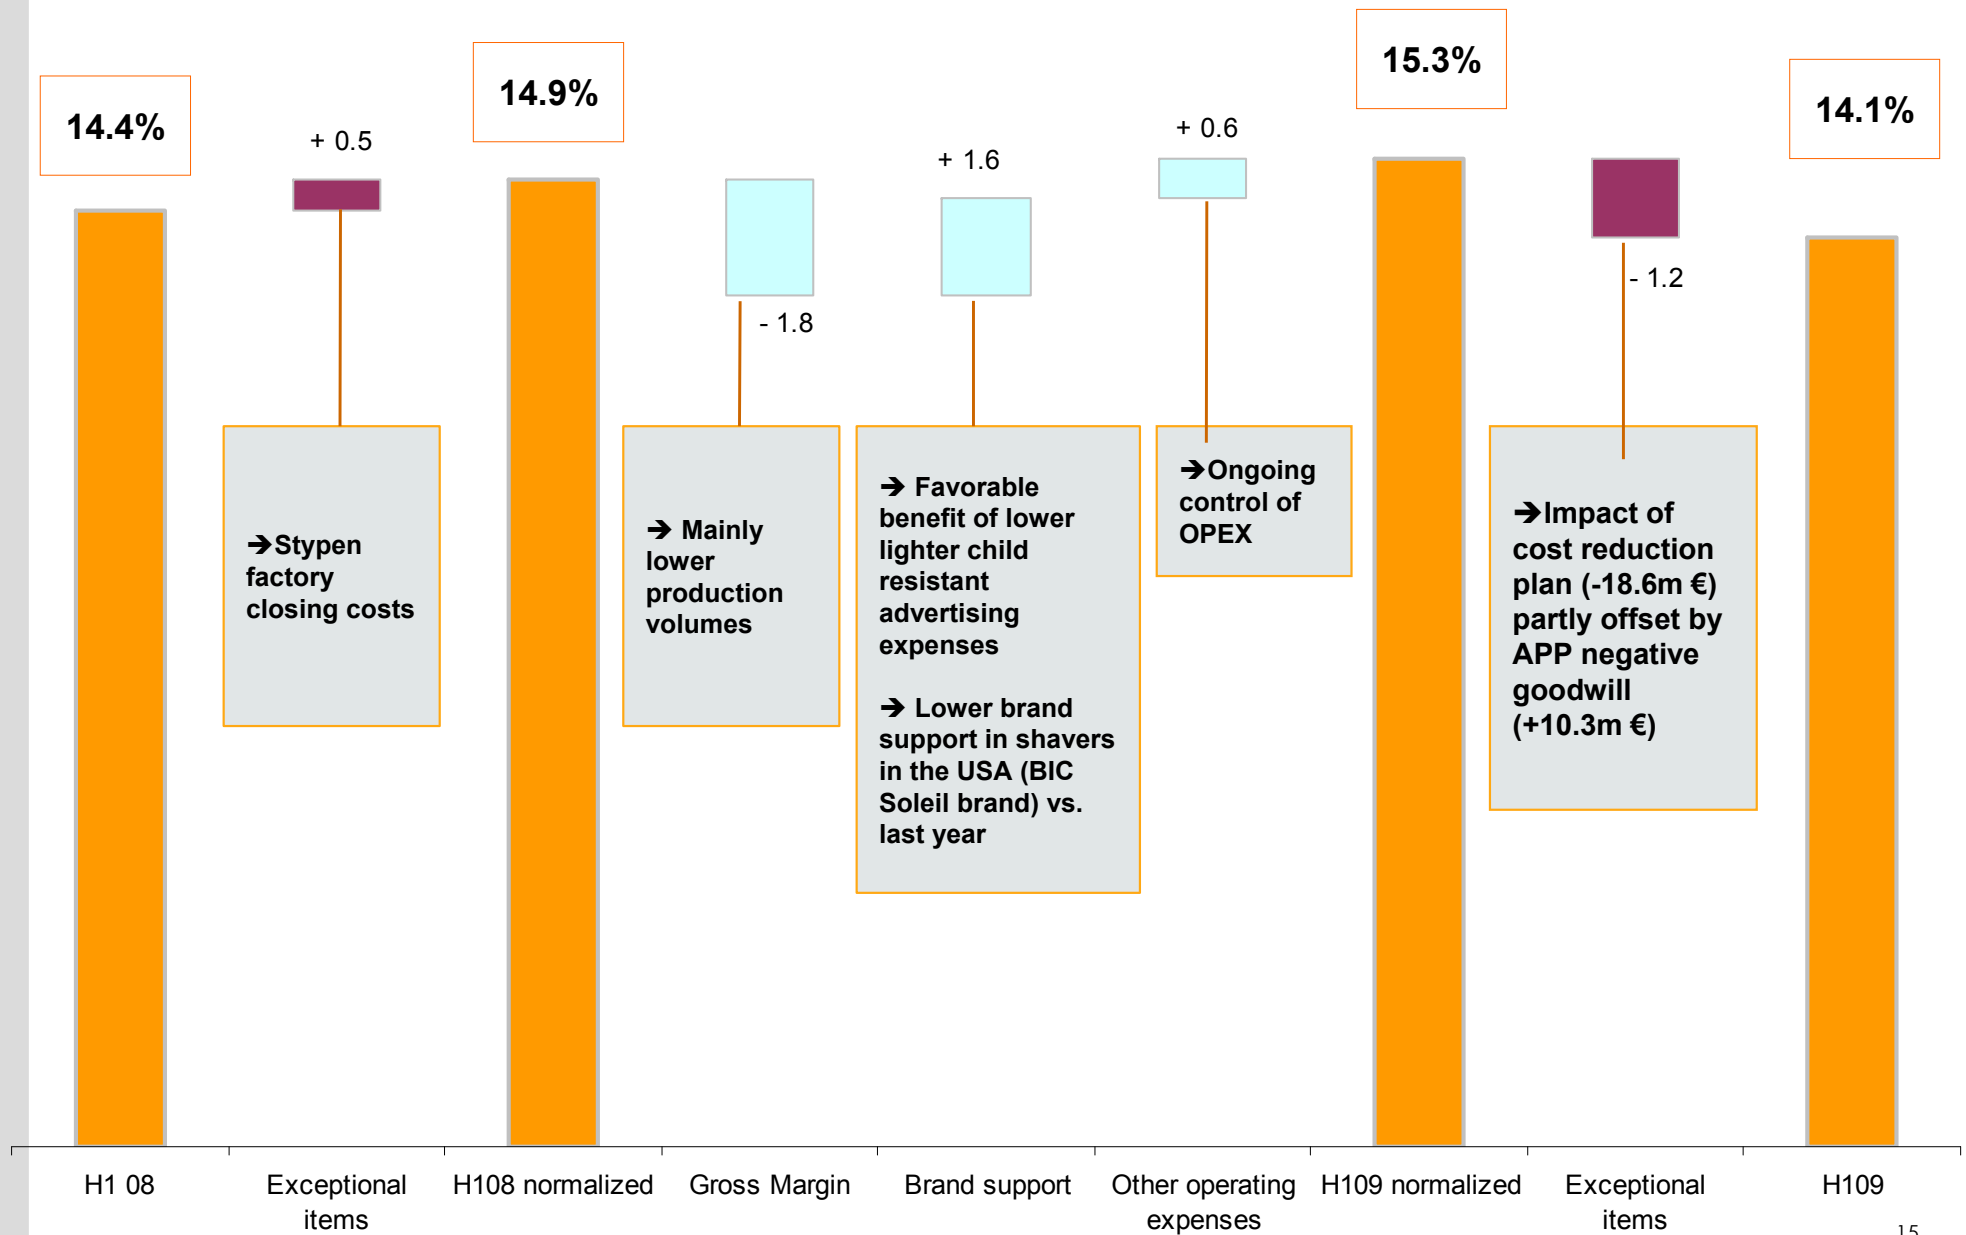 14.4%
+ 0.5
14.9%
- 1.8
+ 1.6
+ 0.6
15.3%
- 1.2
14.1%
➔Stypen
factory
closing costs
➔ Mainly
lower
production
volumes
➔ Favorable
benefit of lower
lighter child
resistant
advertising
expenses
➔ Lower brand
support in shavers
in the USA (BIC
Soleil brand) vs.
last year
➔Ongoing
control of
OPEX
➔Impact of
cost reduction
plan (-18.6m €)
partly offset by
APP negative
goodwill
(+10.3m €)
H1 08
Exceptional
items
H108 normalized
Gross Margin
Brand support
Other operating
expenses
H109 normalized
Exceptional
items
H109
15